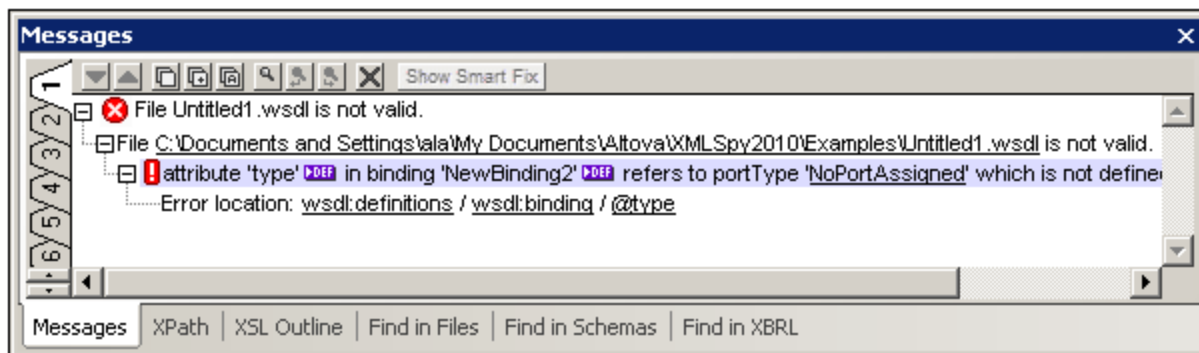 Messages
Show Smart Fix
1
2
3
4
5
6
File Untitled1.wsdl is not valid.
File C:\Documents and Settings\ala\My Documents\Altova\XMLSpy2010\Examples\Untitled1.wsdl is not valid.
attribute 'type' DEF in binding 'NewBinding2' DEF refers to portType 'NoPortAssigned' which is not define
Error location: wsdl:definitions / wsdl:binding / @type
Messages XPath XSL Outline Find in Files Find in Schemas Find in XBRL